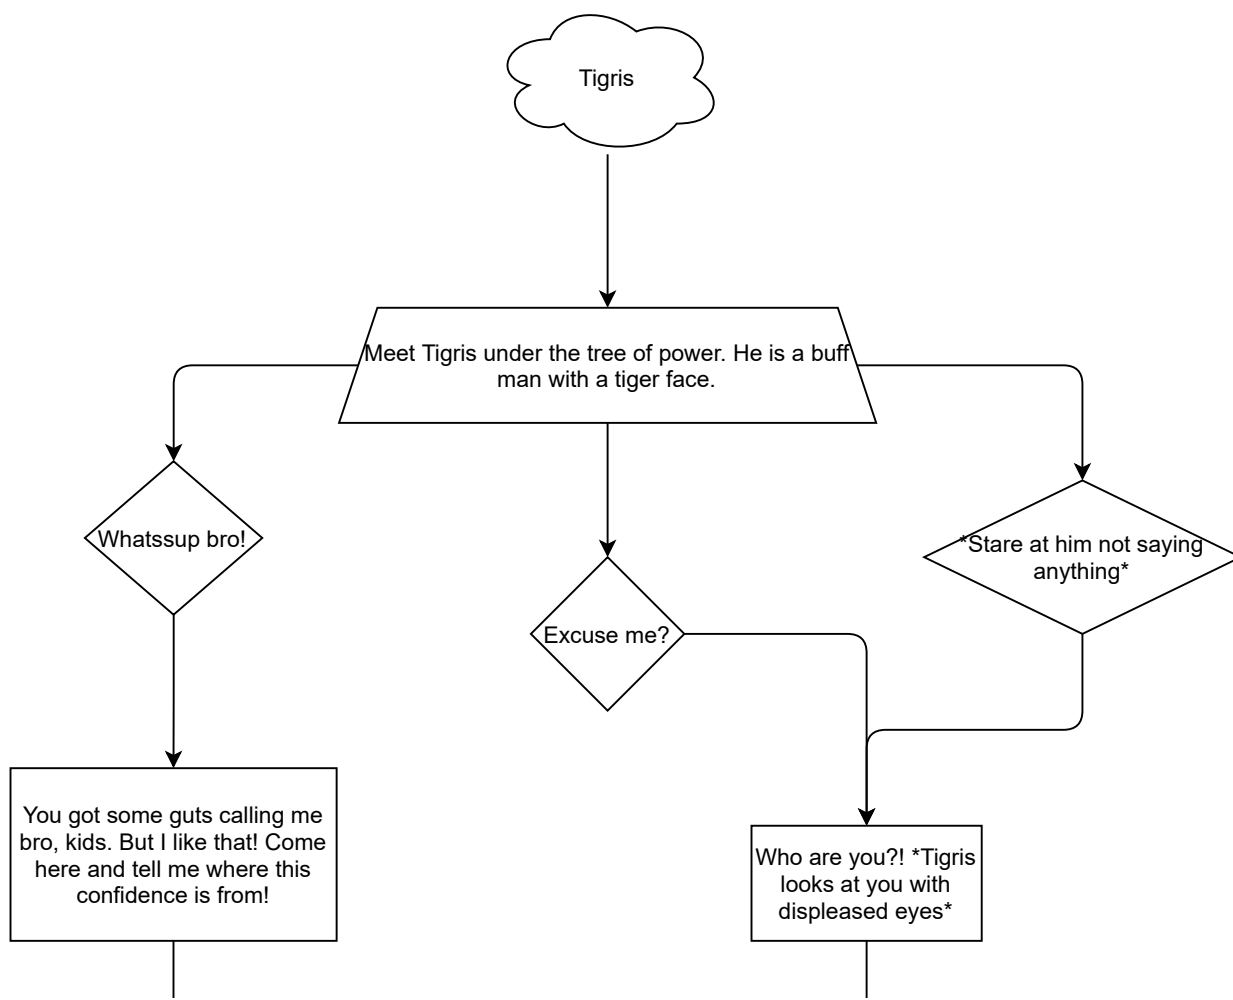 Tigris
Meet Tigris under the tree of power. He is a buff
man with a tiger face.
Whatssup bro!
Excuse me?
*Stare at him not saying
anything*
You got some guts calling me
bro, kids. But I like that! Come
here and tell me where this
confidence is from!
Who are you?! *Tigris
looks at you with
displeased eyes*